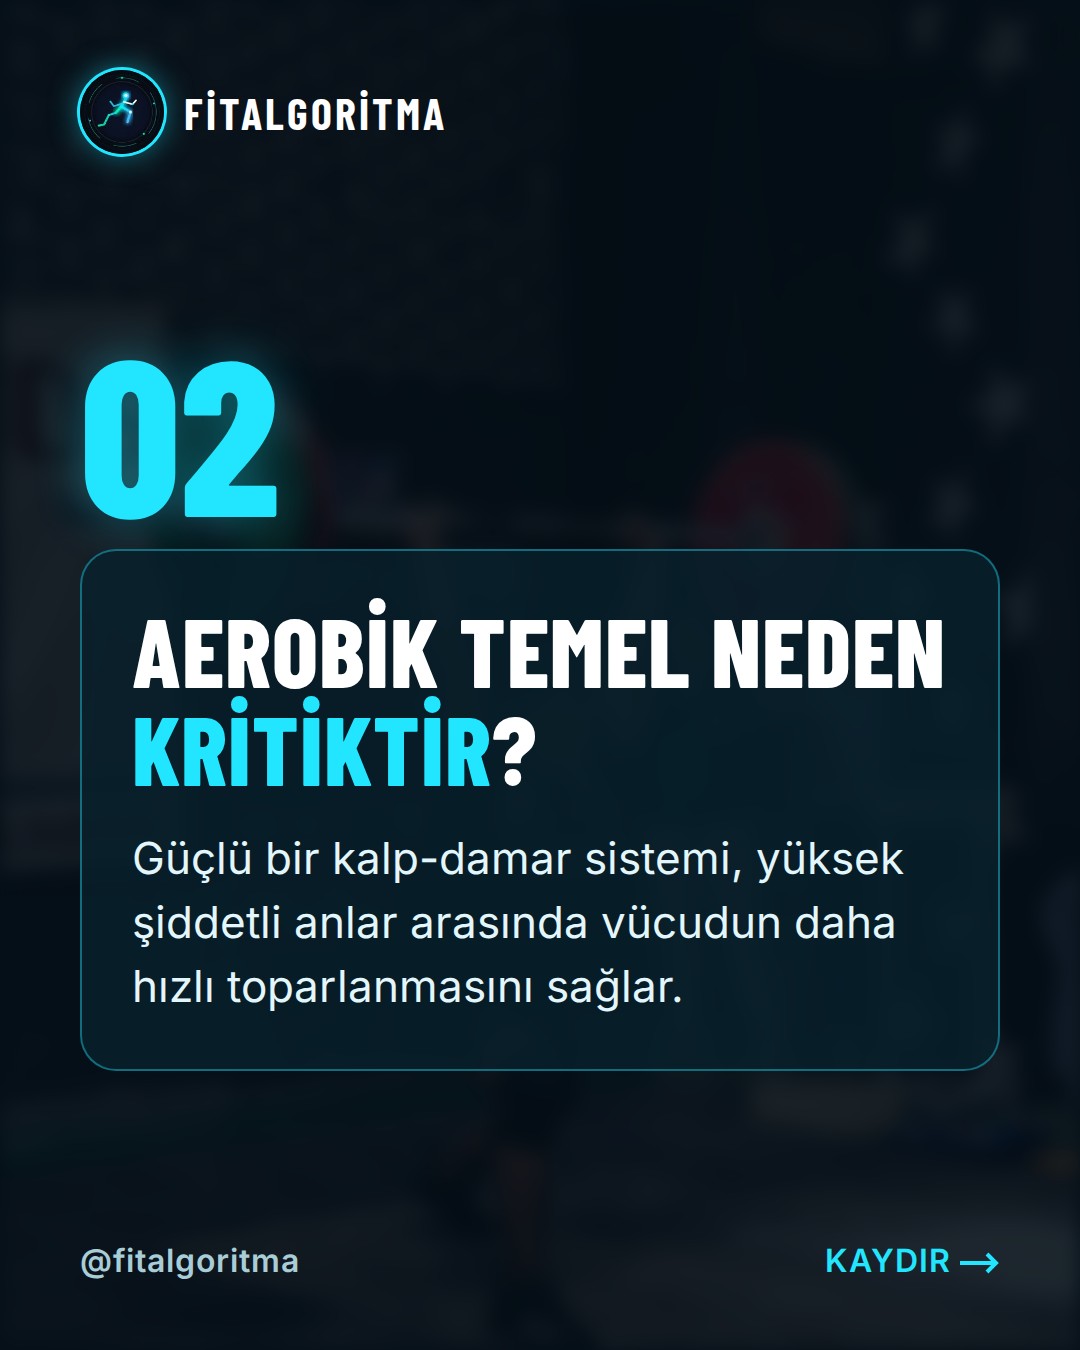 FİTALGORİTMA
02
AEROBİK TEMEL NEDEN
KRİTİKTİR?
Güçlü bir kalp-damar sistemi, yüksek
şiddetli anlar arasında vücudun daha
hızlı toparlanmasını sağlar.
@fitalgoritma
KAYDIR →